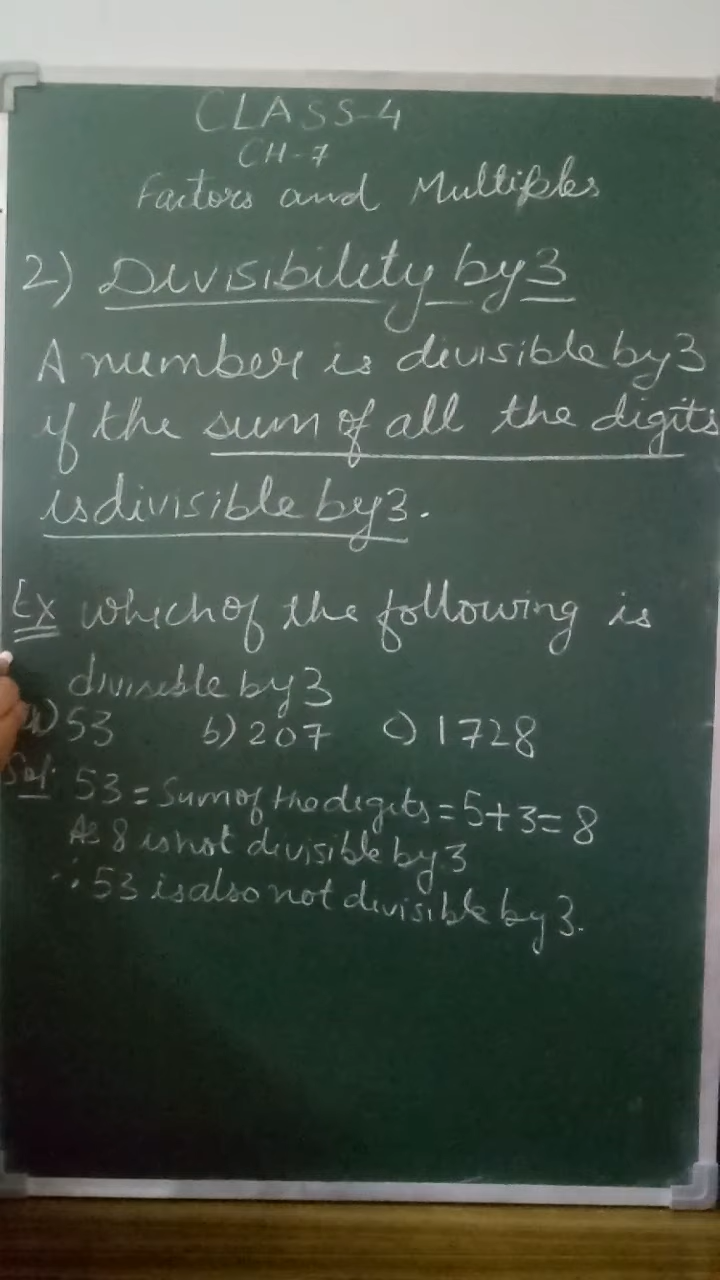 CLASS-4
CH-7
Factors and Multiples
2) Divisibility by 3
A number is divisible by 3
if the sum of all the digits
is divisible by 3.
Ex which of the following is
divisible by 3
a) 53 b) 207 c) 1728
Sol: 53 = Sum of the digits = 5+3= 8
As 8 is not divisible by 3
∴ 53 is also not divisible by 3.